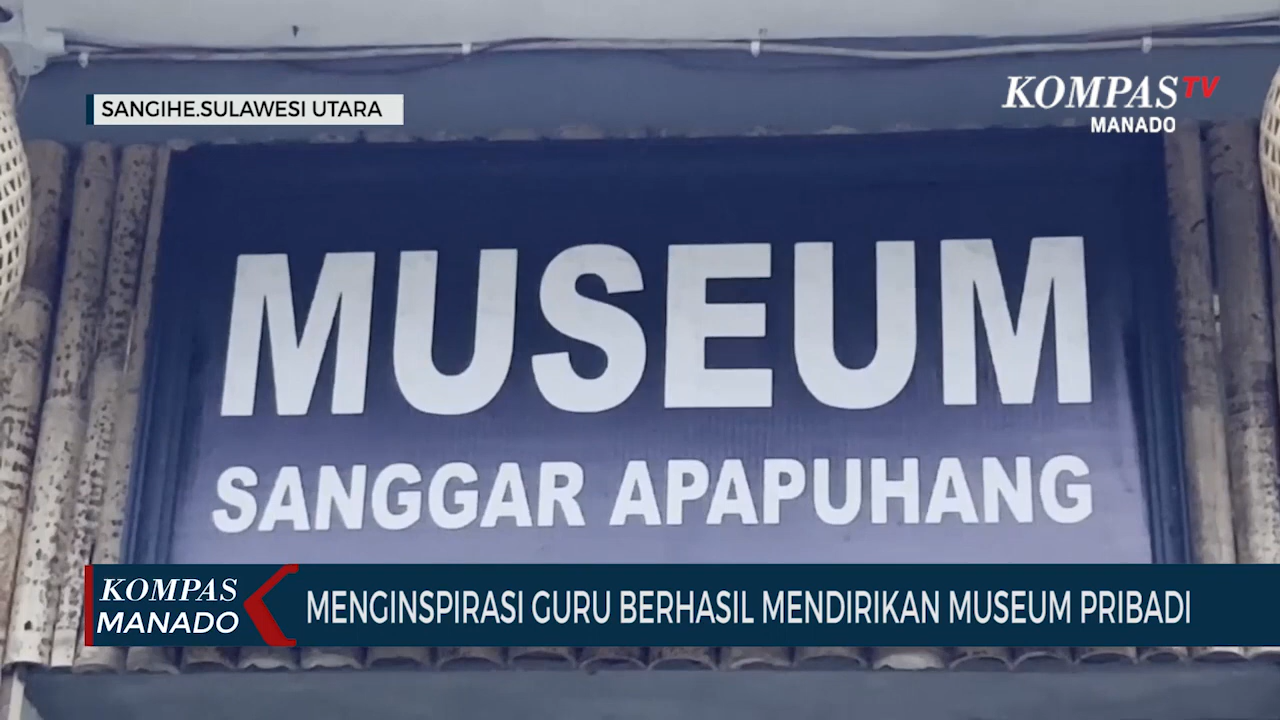 SANGIHE.SULAWESI UTARA
KOMPAS TV
MANADO
MUSEUM
SANGGAR APAPUHANG
KOMPAS
MANADO
MENGINSPIRASI GURU BERHASIL MENDIRIKAN MUSEUM PRIBADI